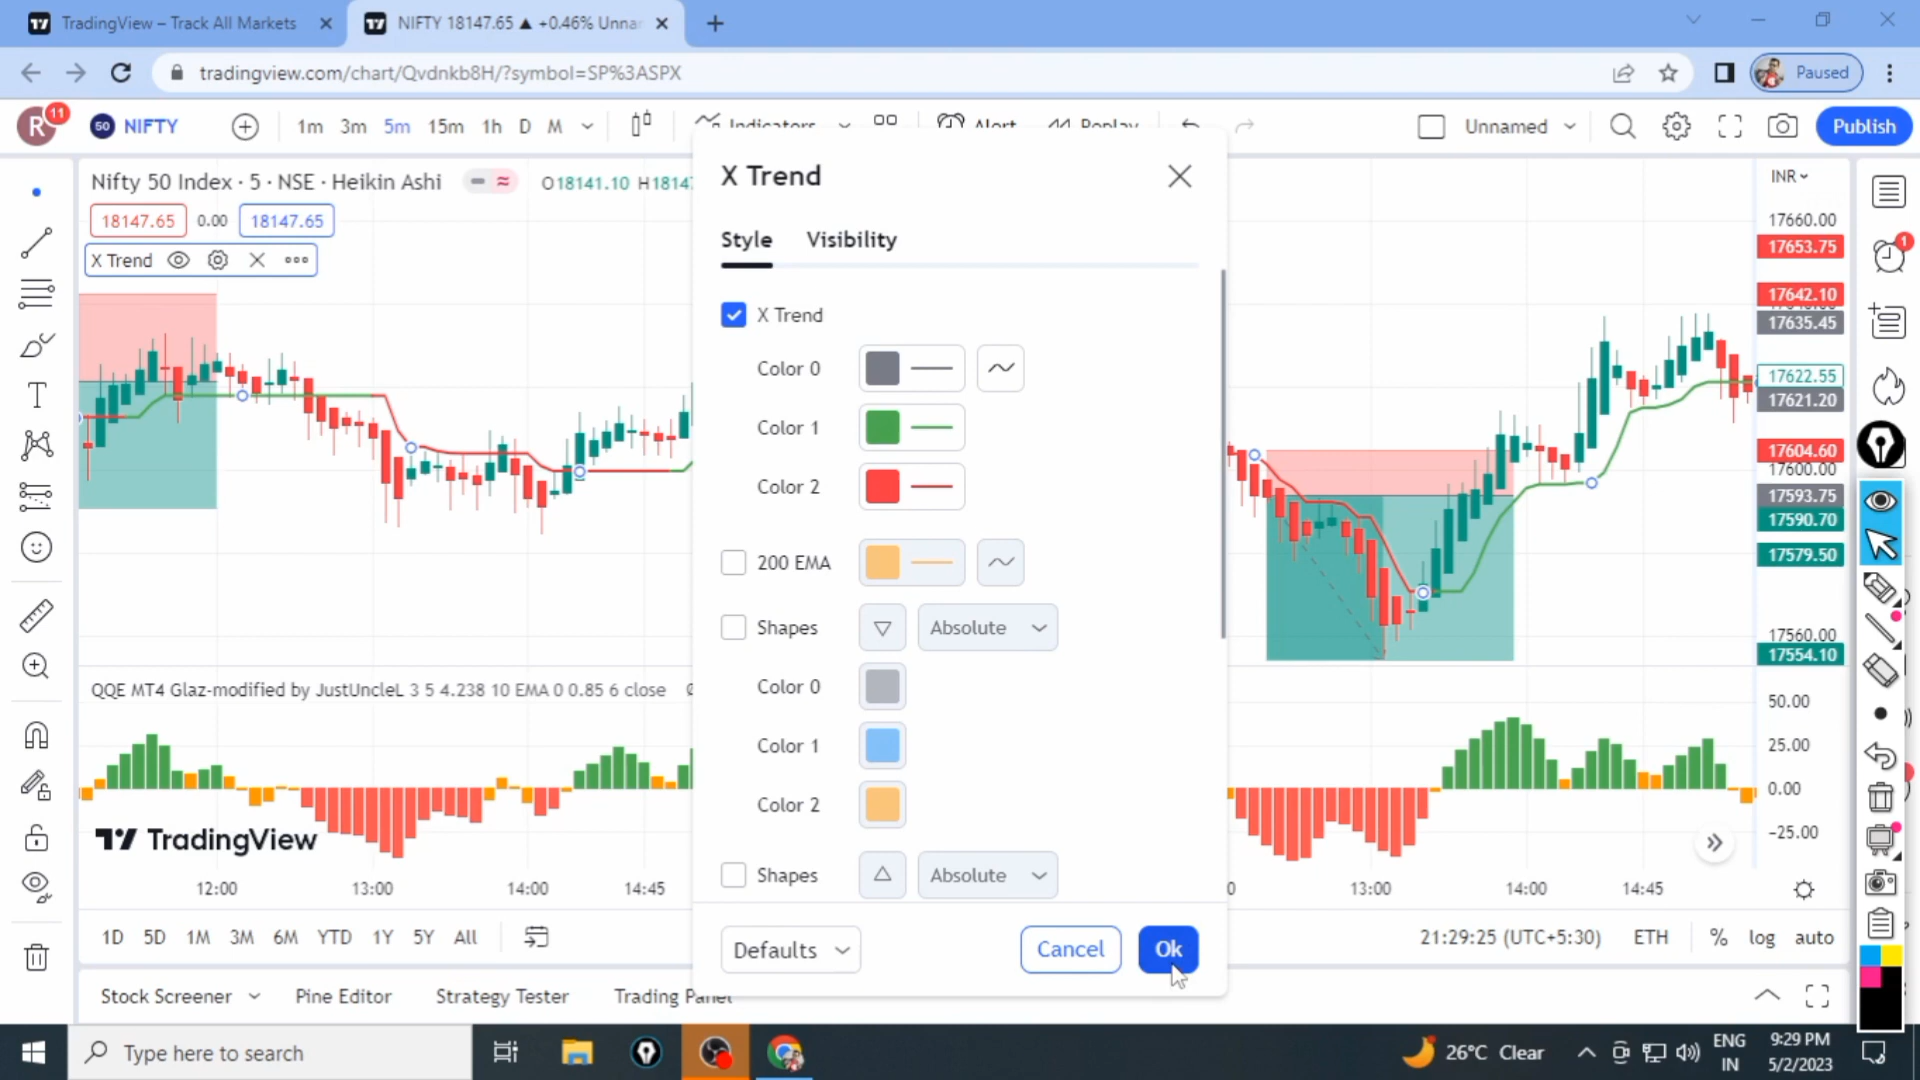 TradingView – Track All Markets
NIFTY 18147.65 ▲ +0.46% Unna
tradingview.com/chart/Qvdnkb8H/?symbol=SP%3ASPX
Paused
R 11
50 NIFTY
1m 3m 5m 15m 1h D M
Indicators
Alert
Replay
Unnamed
Publish
Nifty 50 Index · 5 · NSE · Heikin Ashi
O18141.10 H1814
18147.65 0.00 18147.65
X Trend
X Trend
Style Visibility
X Trend
Color 0
Color 1
Color 2
200 EMA
Shapes Absolute
Color 0
Color 1
Color 2
Shapes Absolute
Defaults
Cancel
Ok
INR
17660.00
17653.75
17642.10
17635.45
17622.55
17621.20
17604.60
17600.00
17593.75
17590.70
17579.50
17560.00
17554.10
1
QQE MT4 Glaz-modified by JustUncleL 3 5 4.238 10 EMA 0 0.85 6 close
50.00
25.00
0.00
−25.00
TradingView
12:00 13:00 14:00 14:45
0 13:00 14:00 14:45
1D 5D 1M 3M 6M YTD 1Y 5Y All
21:29:25 (UTC+5:30) ETH % log auto
Stock Screener Pine Editor Strategy Tester Trading Panel
Type here to search
26°C Clear
ENG
IN
9:29 PM
5/2/2023